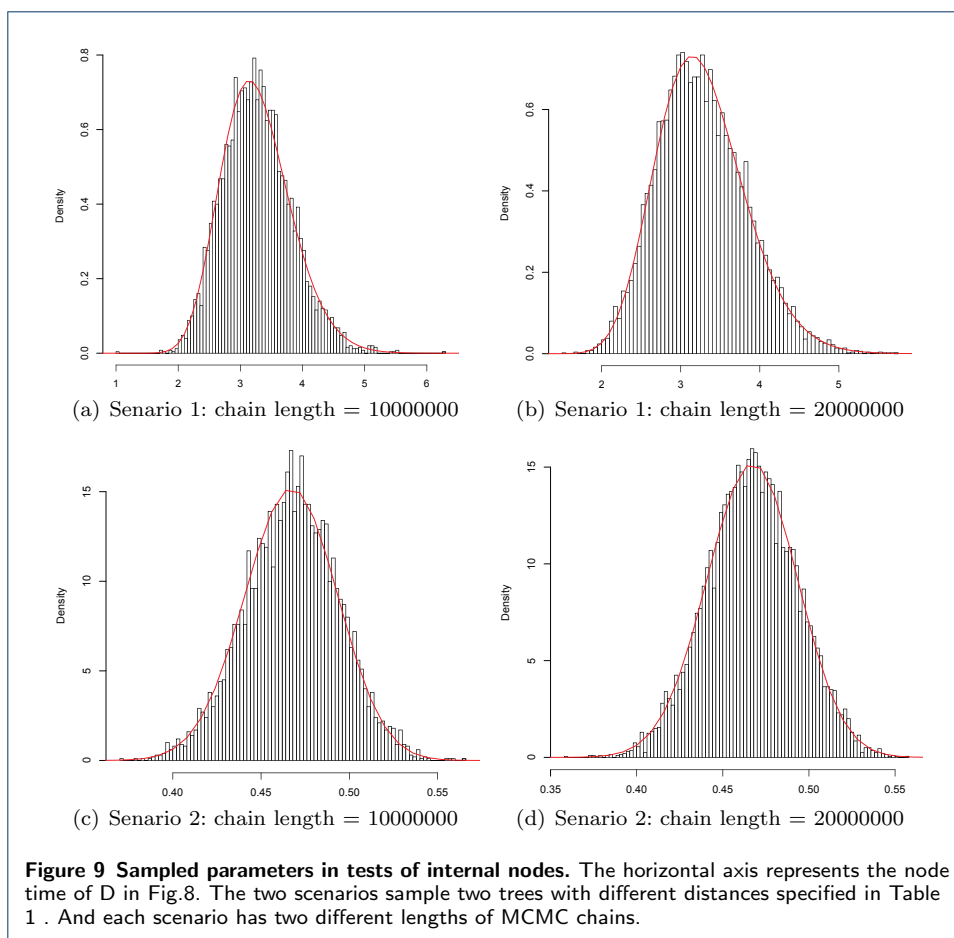 0.8
0.6
0.4
0.2
0.0
Density
1 2 3 4 5 6
(a) Senario 1: chain length = 10000000
0.6
0.4
0.2
0.0
Density
2 3 4 5
(b) Senario 1: chain length = 20000000
15
10
5
0
Density
0.40 0.45 0.50 0.55
(c) Senario 2: chain length = 10000000
15
10
5
0
Density
0.35 0.40 0.45 0.50 0.55
(d) Senario 2: chain length = 20000000
Figure 9 Sampled parameters in tests of internal nodes. The horizontal axis represents the node
time of D in Fig.8. The two scenarios sample two trees with different distances specified in Table
1 . And each scenario has two different lengths of MCMC chains.